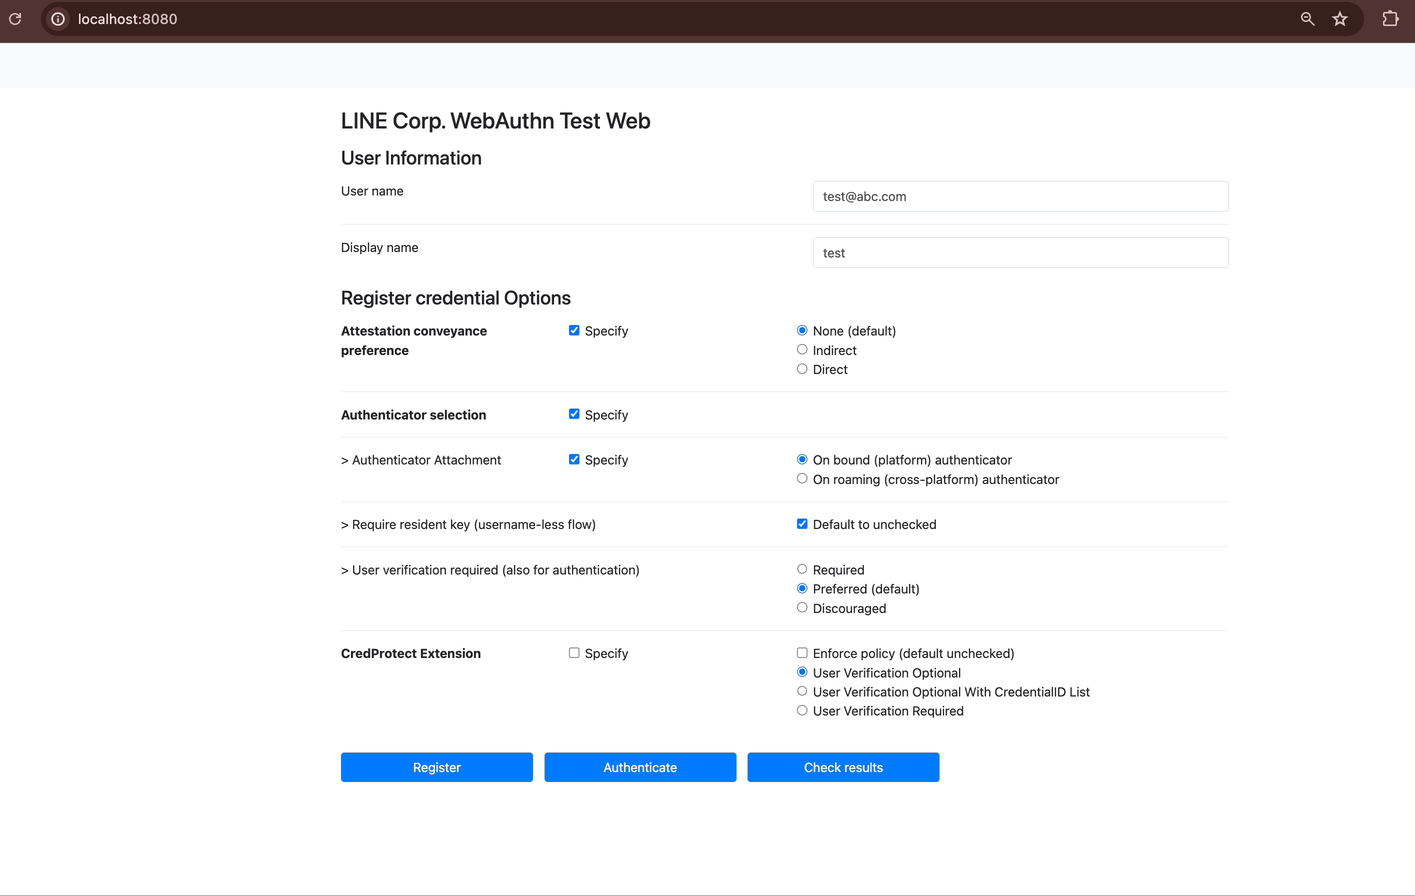 localhost:8080
LINE Corp. WebAuthn Test Web
User Information
User name
test@abc.com
Display name
test
Register credential Options
Attestation conveyance
preference
Specify
None (default)
Indirect
Direct
Authenticator selection
Specify
> Authenticator Attachment
Specify
On bound (platform) authenticator
On roaming (cross-platform) authenticator
> Require resident key (username-less flow)
Default to unchecked
> User verification required (also for authentication)
Required
Preferred (default)
Discouraged
CredProtect Extension
Specify
Enforce policy (default unchecked)
User Verification Optional
User Verification Optional With CredentialID List
User Verification Required
Register
Authenticate
Check results